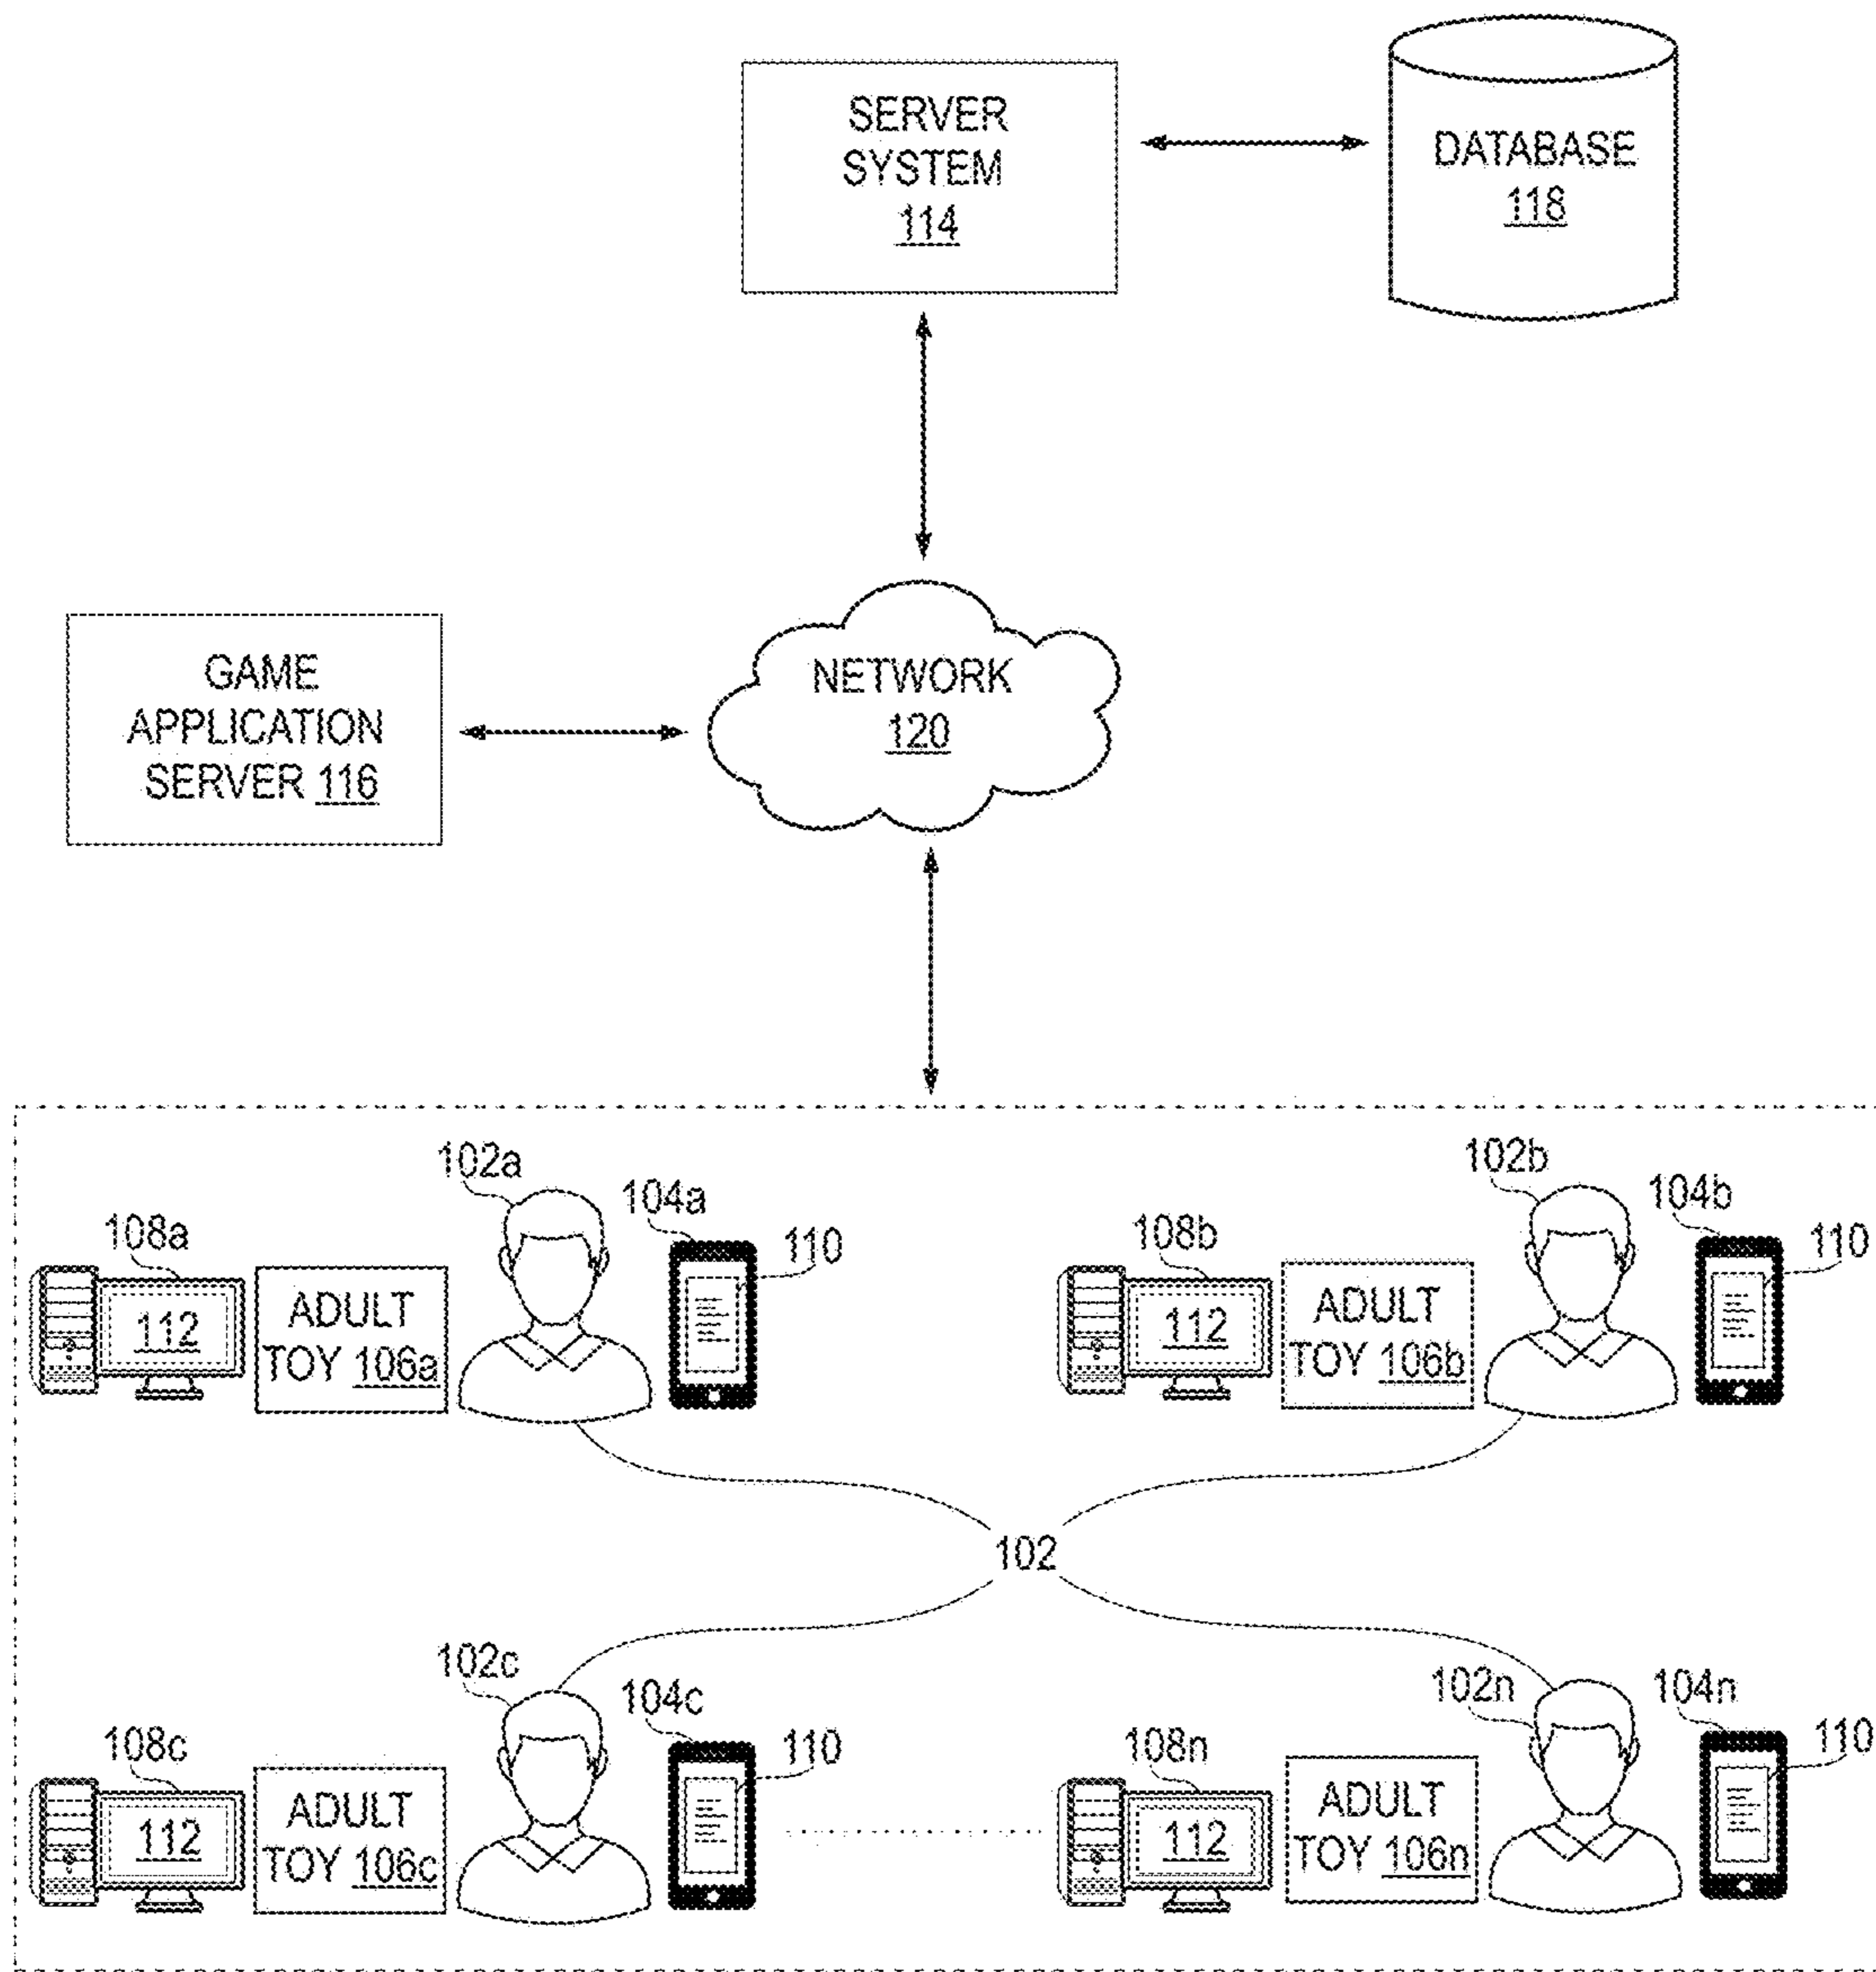 SERVER
SYSTEM
114
DATABASE
118
GAME
APPLICATION
SERVER 116
NETWORK
120
102a
104a
110
108a
112
ADULT
TOY 106a
102b
104b
110
108b
112
ADULT
TOY 106b
102
102c
104c
110
108c
112
ADULT
TOY 106c
102n
104n
110
108n
112
ADULT
TOY 106n